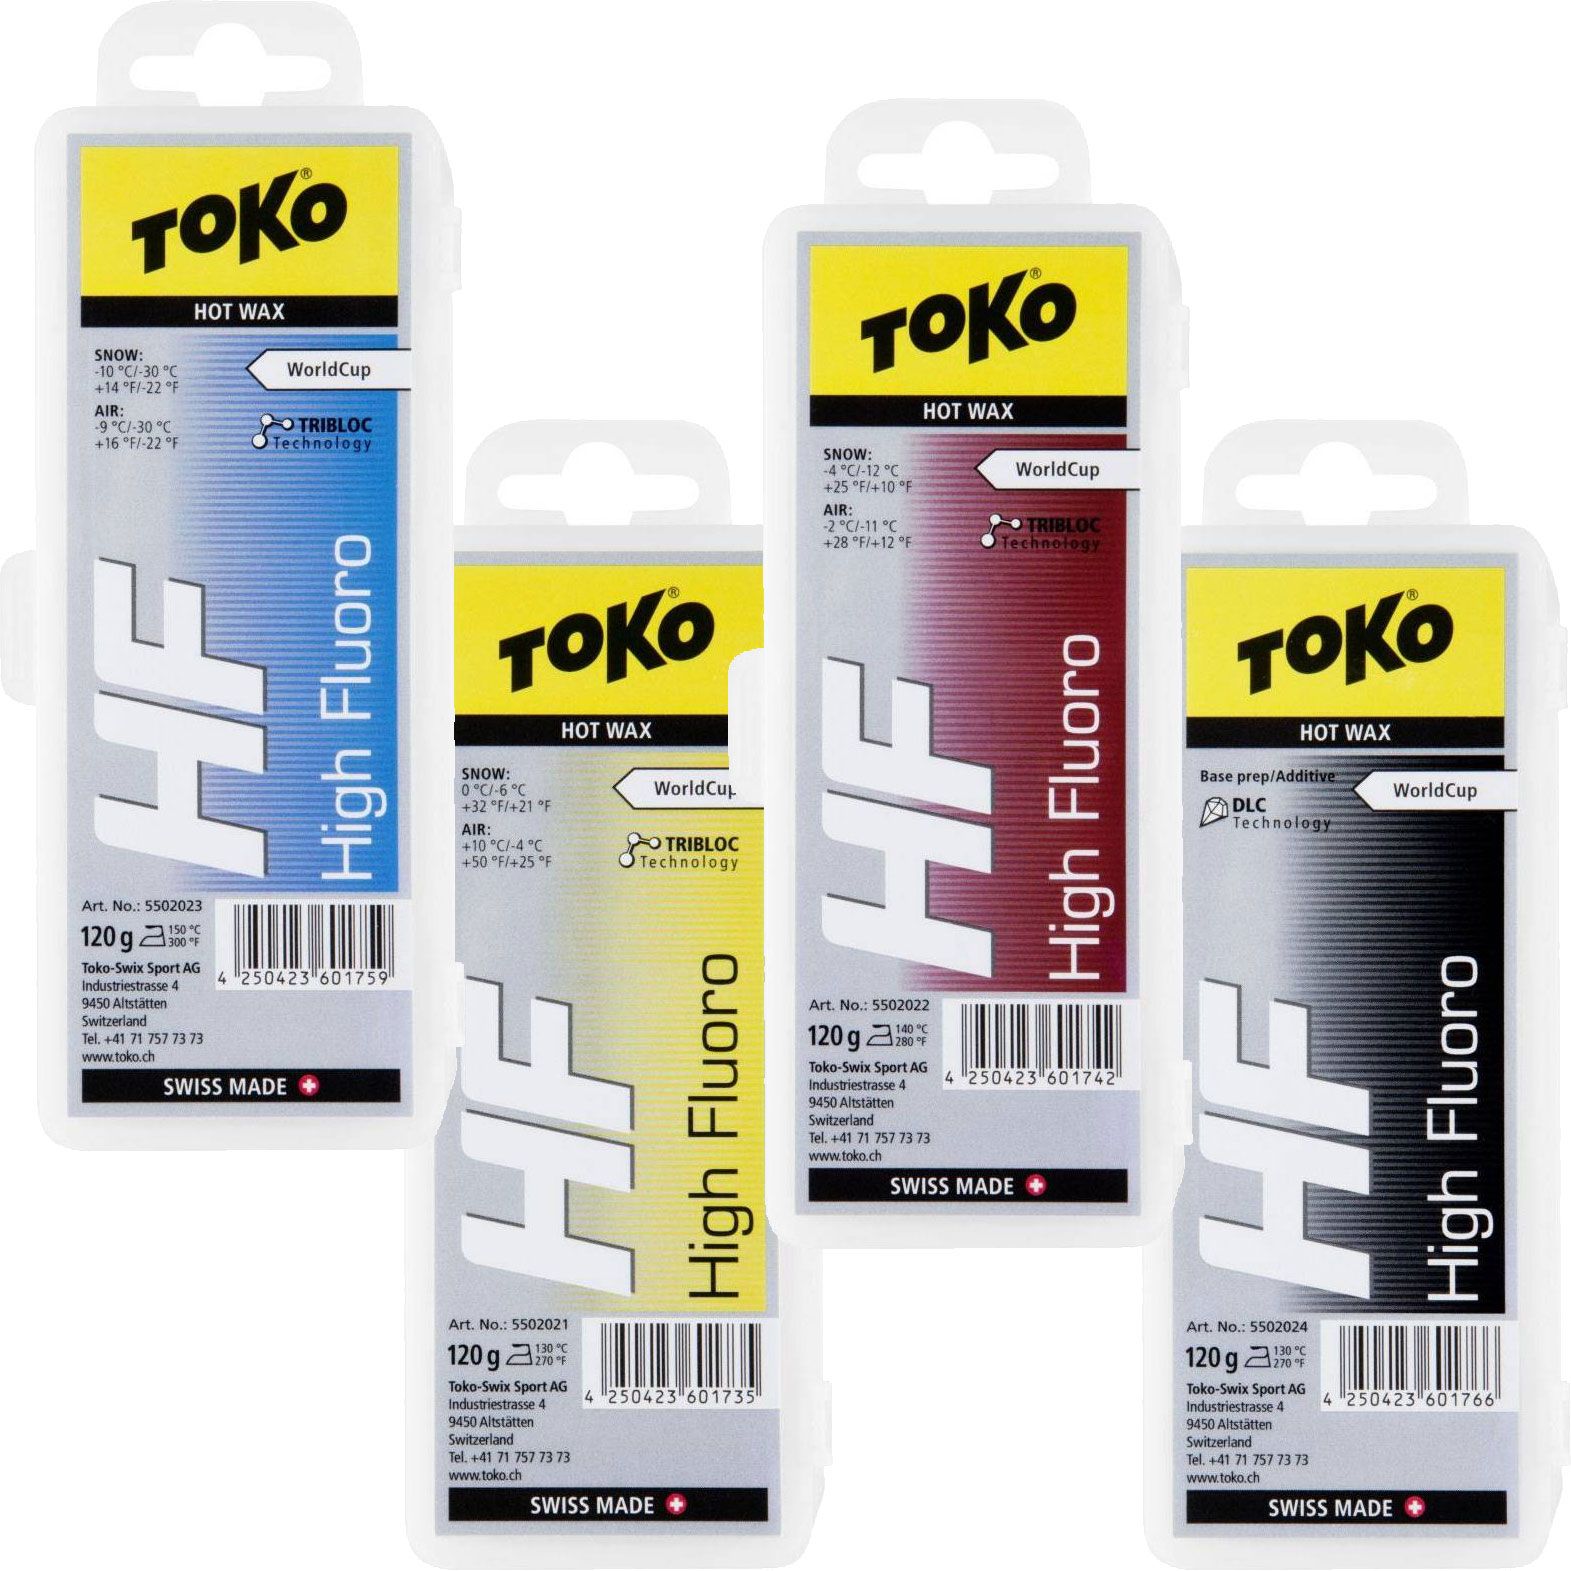 TOKO®
HOT WAX
SNOW:
-10 °C/-30 °C
+14 °F/-22 °F
AIR:
-9 °C/-30 °C
+16 °F/-22 °F
WorldCup
TRIBLOC
Technology
HF
High Fluoro
Art. No.: 5502023
120 g
150 °C
300 °F
Toko-Swix Sport AG
Industriestrasse 4
9450 Altstätten
Switzerland
Tel. +41 71 757 73 73
www.toko.ch
4 250423 601759
SWISS MADE
TOKO®
HOT WAX
SNOW:
0 °C/-6 °C
+32 °F/+21 °F
AIR:
+10 °C/-4 °C
+50 °F/+25 °F
WorldCup
TRIBLOC
Technology
HF
High Fluoro
Art. No.: 5502021
120 g
130 °C
270 °F
Toko-Swix Sport AG
Industriestrasse 4
9450 Altstätten
Switzerland
Tel. +41 71 757 73 73
www.toko.ch
4 250423 601735
SWISS MADE
TOKO®
HOT WAX
SNOW:
-4 °C/-12 °C
+25 °F/+10 °F
AIR:
-2 °C/-11 °C
+28 °F/+12 °F
WorldCup
TRIBLOC
Technology
HF
High Fluoro
Art. No.: 5502022
120 g
140 °C
280 °F
Toko-Swix Sport AG
Industriestrasse 4
9450 Altstätten
Switzerland
Tel. +41 71 757 73 73
www.toko.ch
4 250423 601742
SWISS MADE
TOKO®
HOT WAX
Base prep/Additive
WorldCup
DLC
Technology
HF
High Fluoro
Art. No.: 5502024
120 g
130 °C
270 °F
Toko-Swix Sport AG
Industriestrasse 4
9450 Altstätten
Switzerland
Tel. +41 71 757 73 73
www.toko.ch
4 250423 601766
SWISS MADE